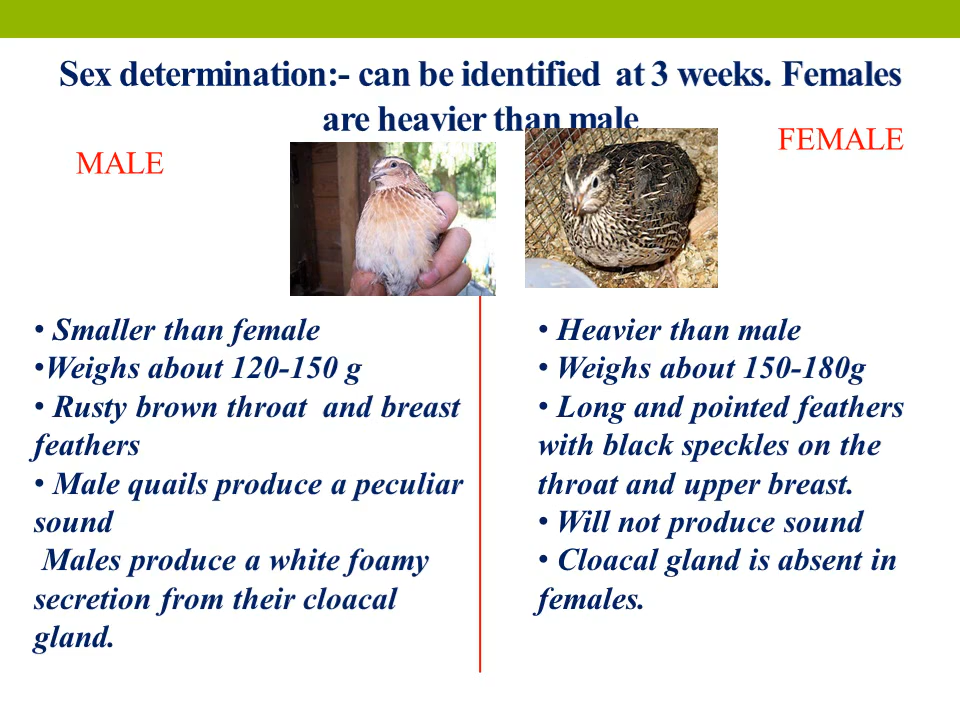 Sex determination:- can be identified  at 3 weeks. Females
are heavier than male
MALE
FEMALE
• Smaller than female
•Weighs about 120-150 g
• Rusty brown throat  and breast
feathers
• Male quails produce a peculiar
sound
Males produce a white foamy
secretion from their cloacal
gland.
• Heavier than male
• Weighs about 150-180g
• Long and pointed feathers
with black speckles on the
throat and upper breast.
• Will not produce sound
• Cloacal gland is absent in
females.